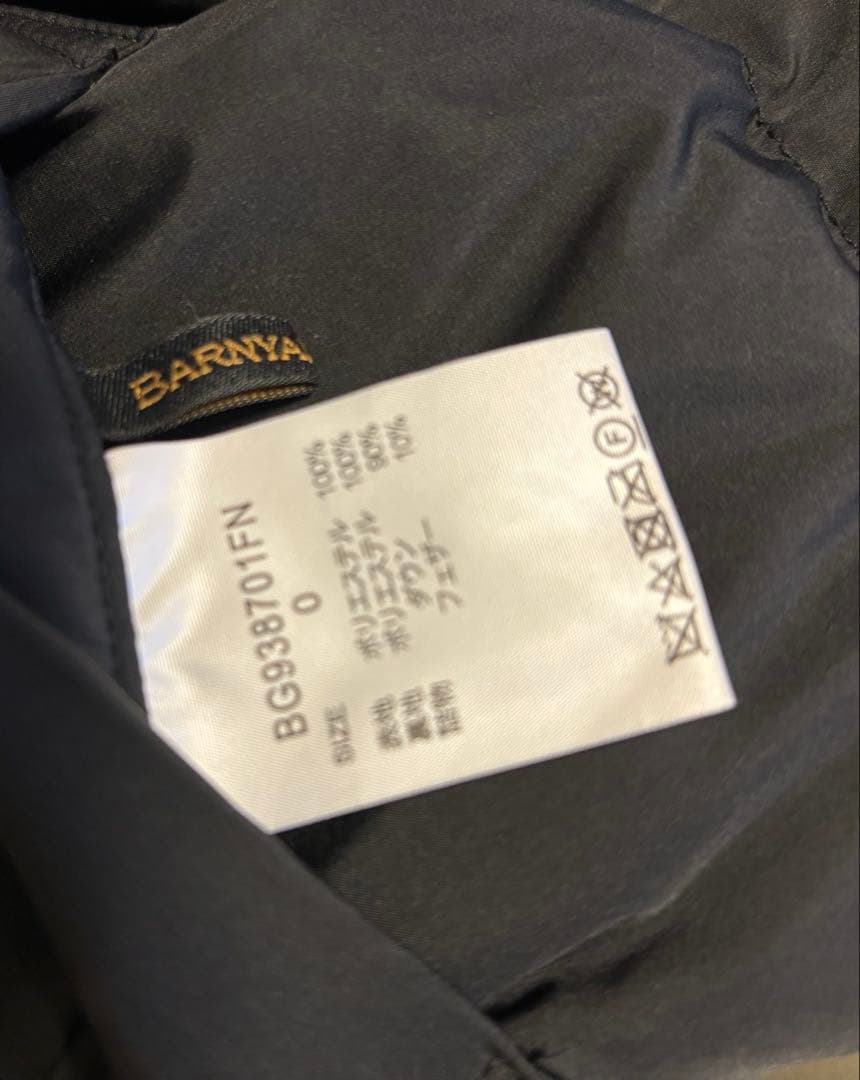 BARNYA
BG938701FN
SIZE 0
表地 ポリエステル 100%
裏地 ポリエステル 100%
詰物 ダウン 90%
フェザー 10%
F